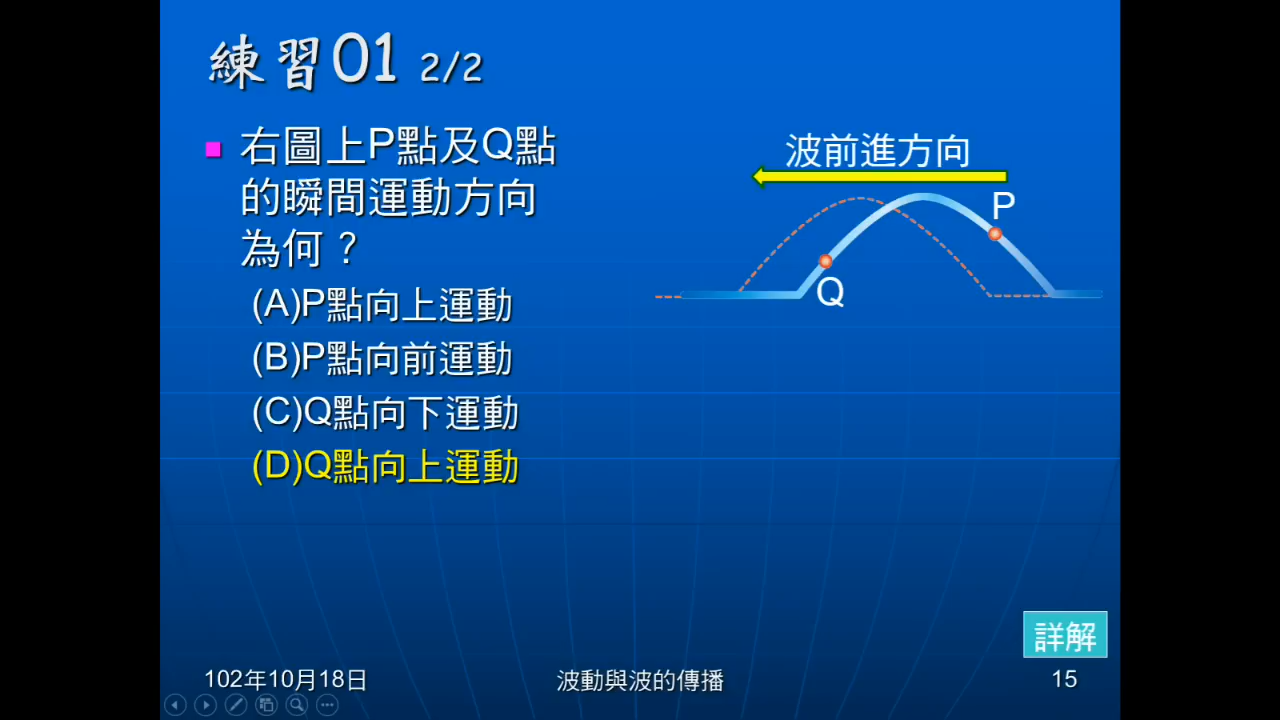 練習01 2/2
右圖上P點及Q點
的瞬間運動方向
為何？
(A)P點向上運動
(B)P點向前運動
(C)Q點向下運動
(D)Q點向上運動
波前進方向
P
Q
詳解
102年10月18日
波動與波的傳播
15